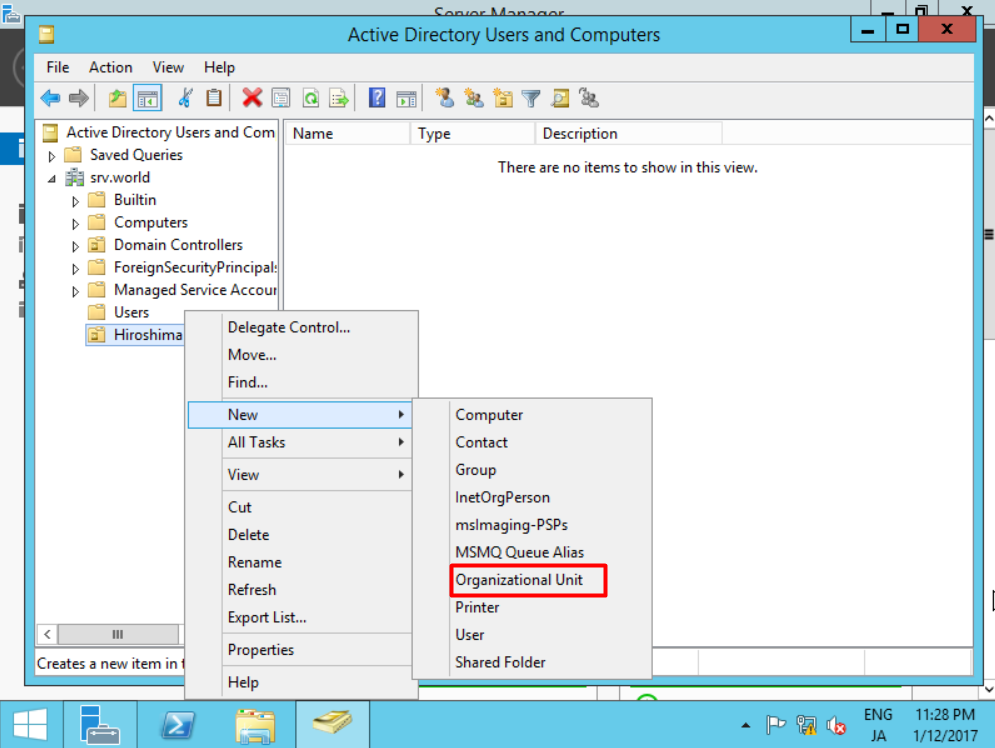 Server Manager
Active Directory Users and Computers
File Action View Help
Active Directory Users and Com
Name Type Description
Saved Queries
There are no items to show in this view.
srv.world
Builtin
Computers
Domain Controllers
ForeignSecurityPrincipals
Managed Service Accour
Users
Hiroshima
Delegate Control...
Move...
Find...
New
All Tasks
View
Cut
Delete
Rename
Refresh
Export List...
Properties
Help
Computer
Contact
Group
InetOrgPerson
msImaging-PSPs
MSMQ Queue Alias
Organizational Unit
Printer
User
Shared Folder
Creates a new item in t
ENG 11:28 PM
JA 1/12/2017